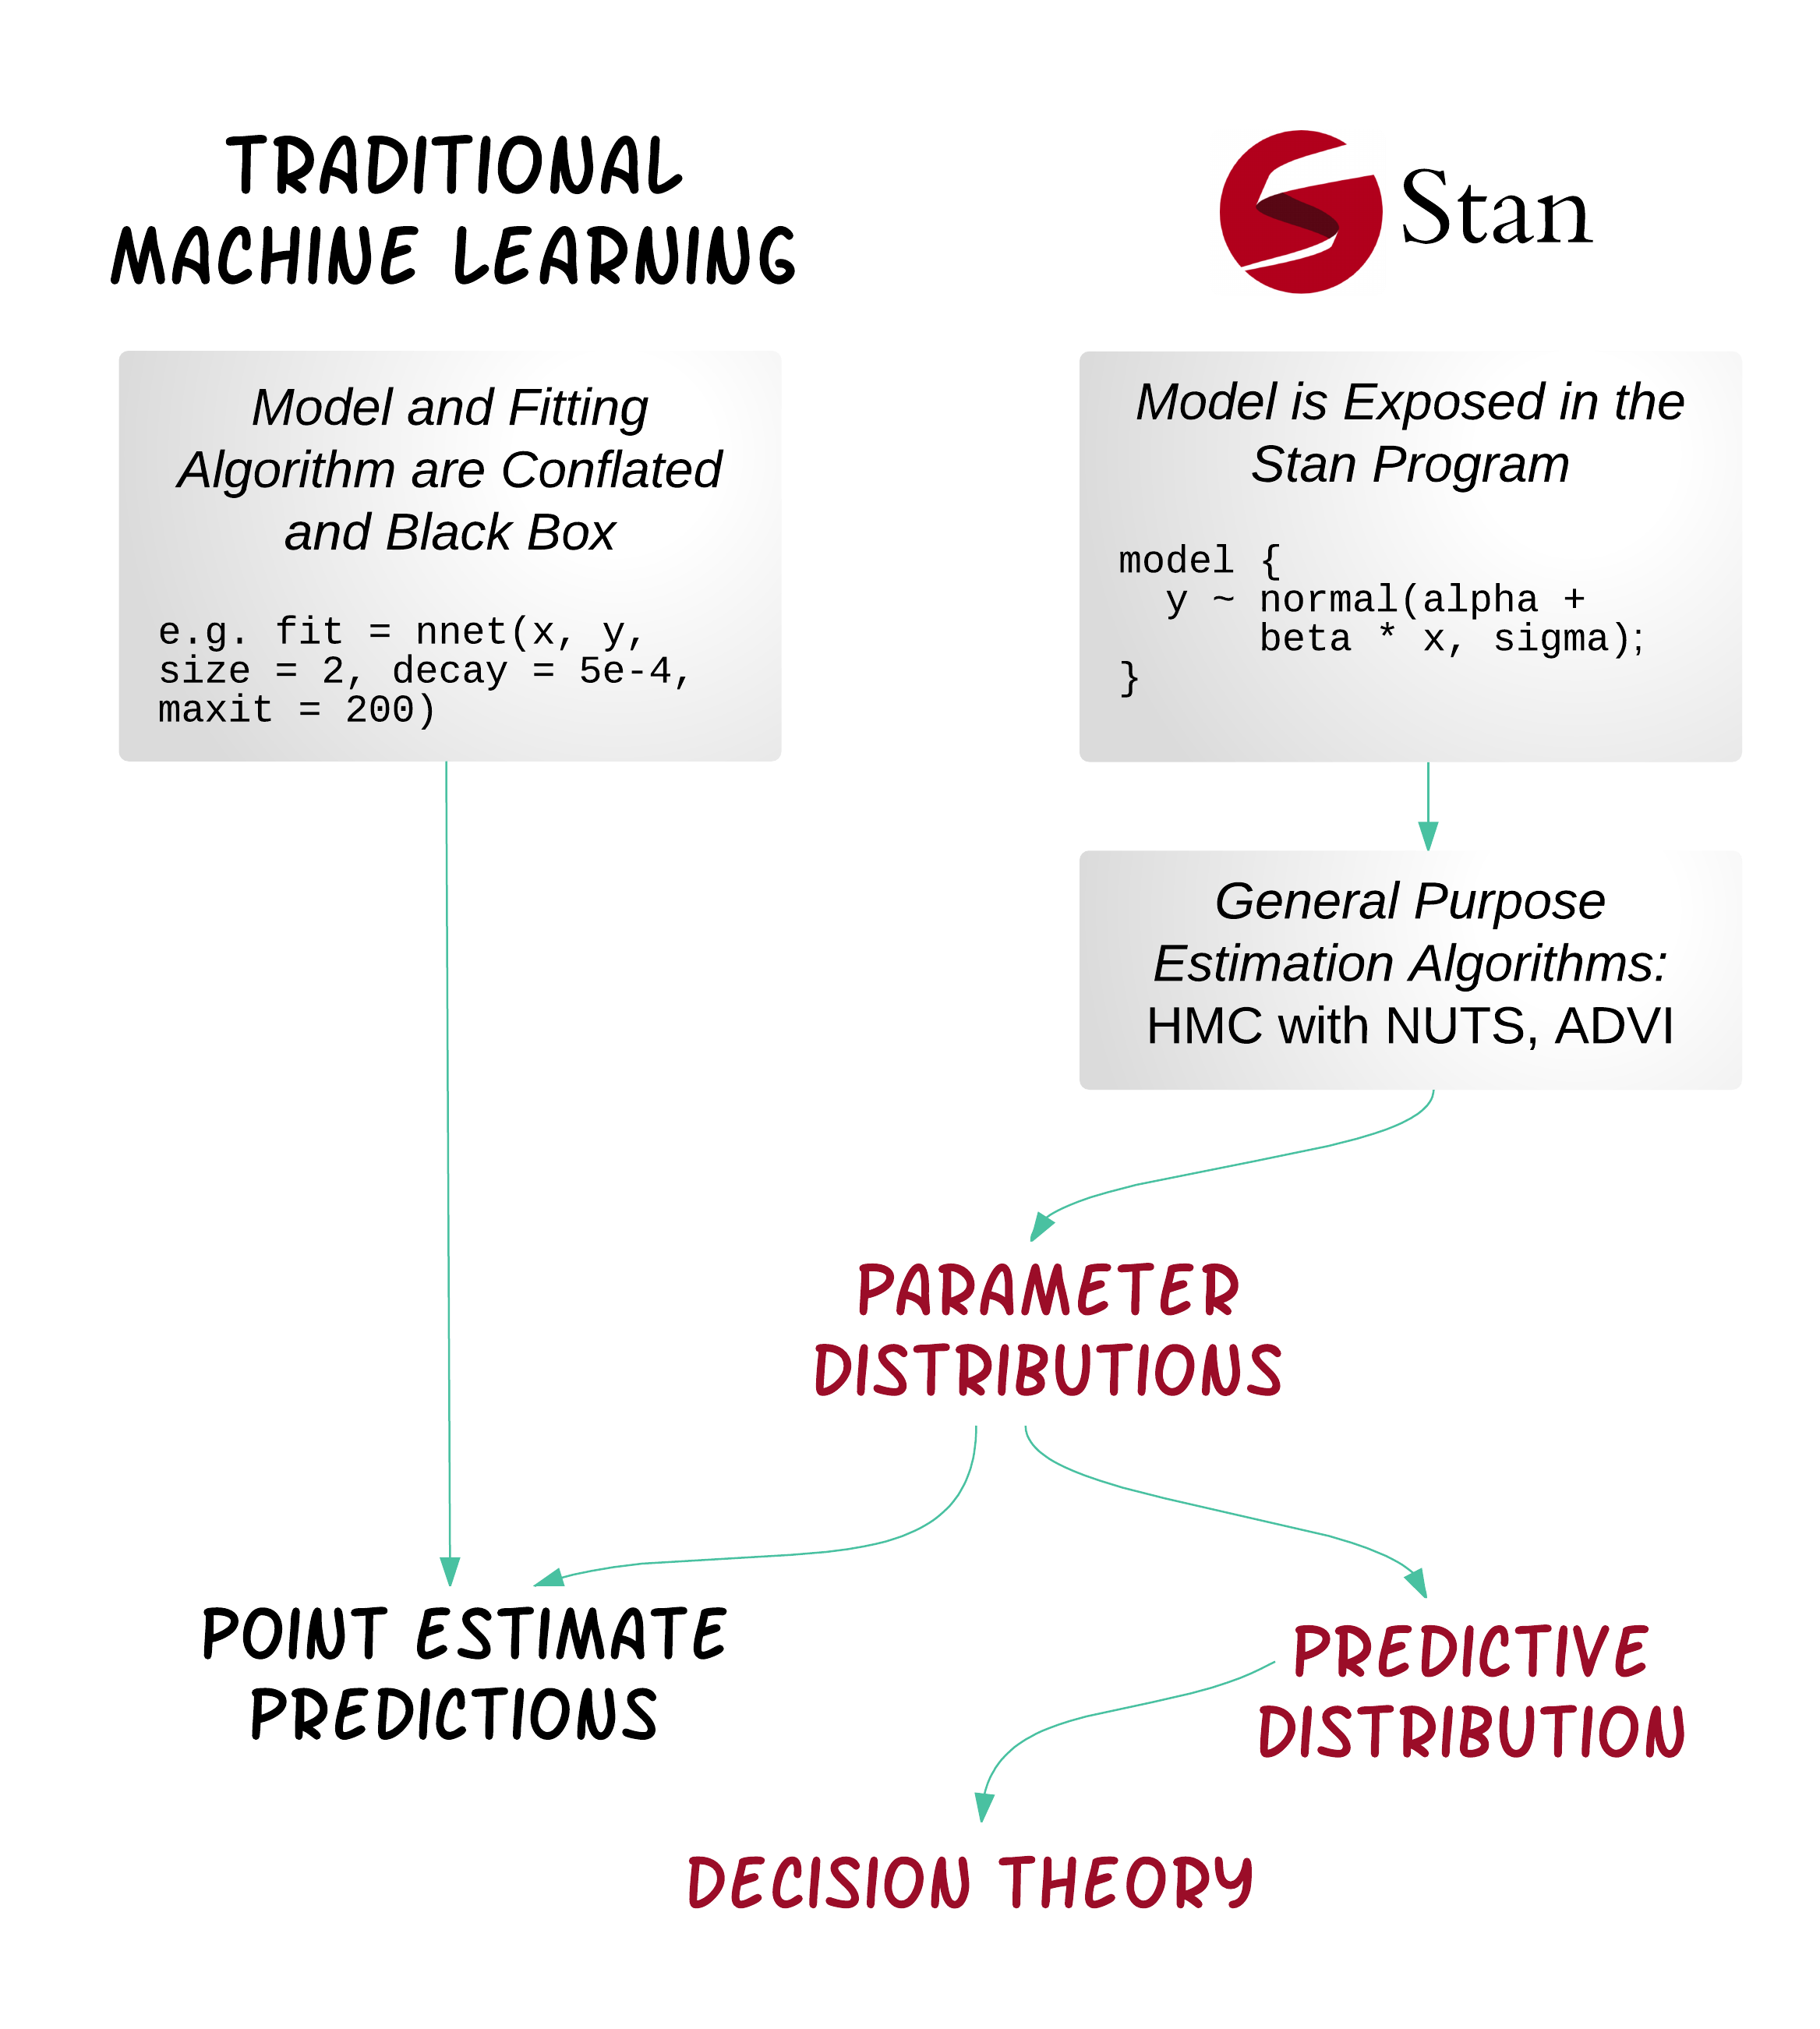 TRADITIONAL
MACHINE LEARNING
Model and Fitting
Algorithm are Conflated
and Black Box
e.g. fit = nnet(x, y,
size = 2, decay = 5e-4,
maxit = 200)
Stan
Model is Exposed in the
Stan Program
model {
  y ~ normal(alpha +
      beta * x, sigma);
}
General Purpose
Estimation Algorithms:
HMC with NUTS, ADVI
PARAMETER
DISTRIBUTIONS
POINT ESTIMATE
PREDICTIONS
PREDICTIVE
DISTRIBUTION
DECISION THEORY